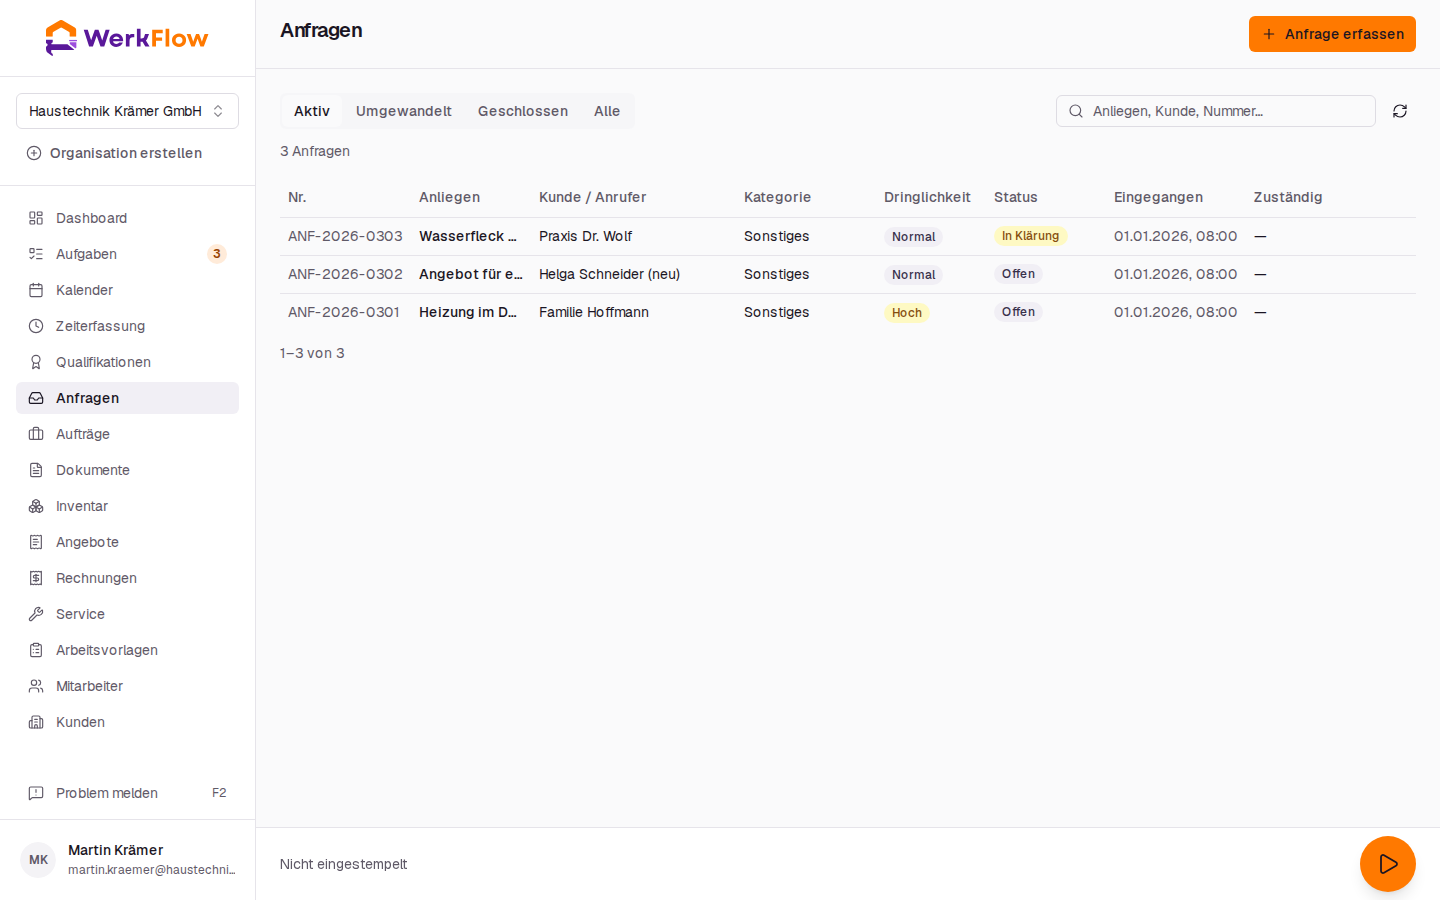 WerkFlow
Haustechnik Krämer GmbH
Organisation erstellen
Dashboard
Aufgaben 3
Kalender
Zeiterfassung
Qualifikationen
Anfragen
Aufträge
Dokumente
Inventar
Angebote
Rechnungen
Service
Arbeitsvorlagen
Mitarbeiter
Kunden
Problem melden F2
MK
Martin Krämer
martin.kraemer@haustechni...
Anfragen
Anfrage erfassen
Aktiv Umgewandelt Geschlossen Alle
Anliegen, Kunde, Nummer...
3 Anfragen
Nr. Anliegen Kunde / Anrufer Kategorie Dringlichkeit Status Eingegangen Zuständig
ANF-2026-0303 Wasserfleck ... Praxis Dr. Wolf Sonstiges Normal In Klärung 01.01.2026, 08:00 —
ANF-2026-0302 Angebot für e... Helga Schneider (neu) Sonstiges Normal Offen 01.01.2026, 08:00 —
ANF-2026-0301 Heizung im D... Familie Hoffmann Sonstiges Hoch Offen 01.01.2026, 08:00 —
1–3 von 3
Nicht eingestempelt